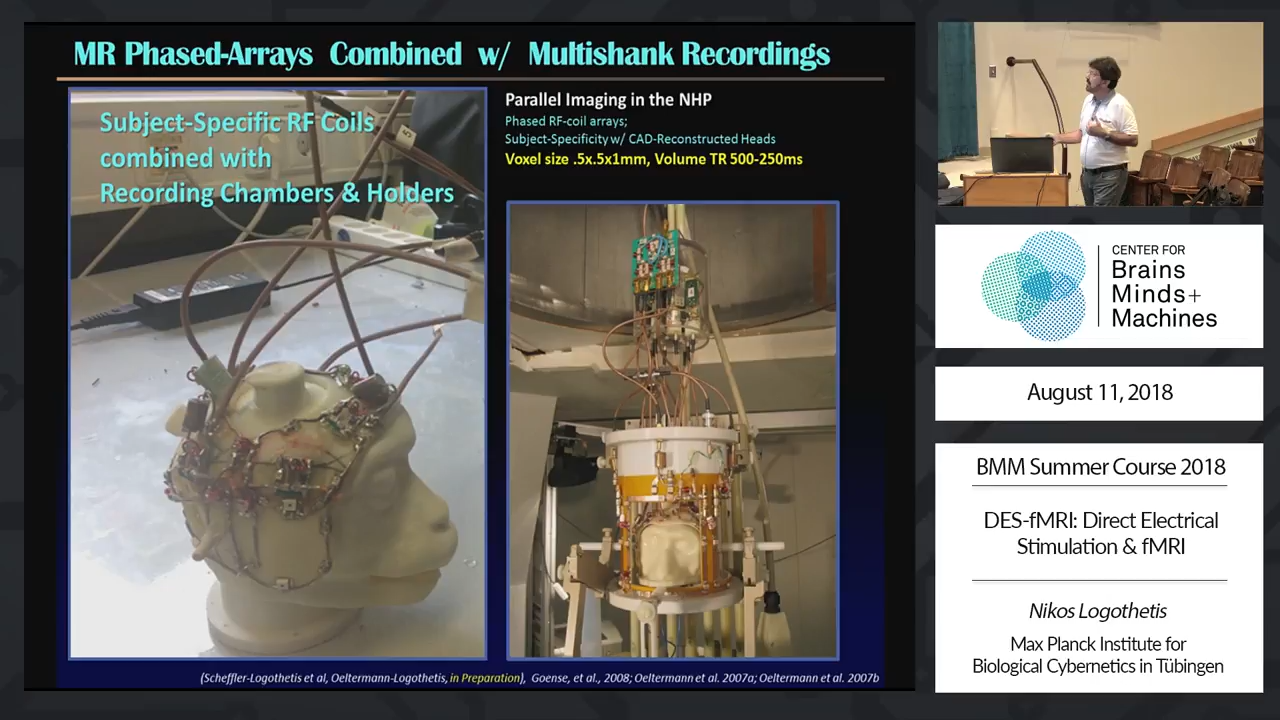 MR Phased-Arrays Combined w/ Multishank Recordings
Subject-Specific RF Coils
combined with
Recording Chambers & Holders
Parallel Imaging in the NHP
Phased RF-coil arrays;
Subject-Specificity w/ CAD-Reconstructed Heads
Voxel size .5x.5x1mm, Volume TR 500-250ms
(Scheffler-Logothetis et al, Oeltermann-Logothetis, in Preparation), Goense, et al., 2008; Oeltermann et al. 2007a; Oeltermann et al. 2007b
CENTER FOR
Brains
Minds+
Machines
August 11, 2018
BMM Summer Course 2018
DES-fMRI: Direct Electrical
Stimulation & fMRI
Nikos Logothetis
Max Planck Institute for
Biological Cybernetics in Tübingen